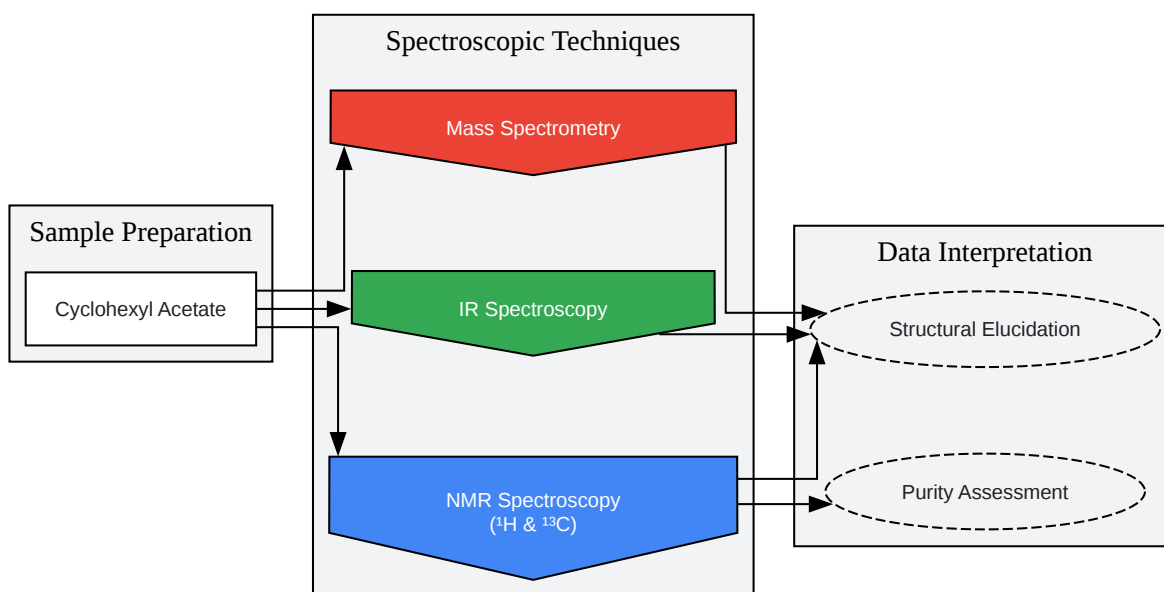 Spectroscopic Techniques
Mass Spectrometry
Sample Preparation
Cyclohexyl Acetate
IR Spectroscopy
NMR Spectroscopy
(¹H & ¹³C)
Data Interpretation
Structural Elucidation
Purity Assessment